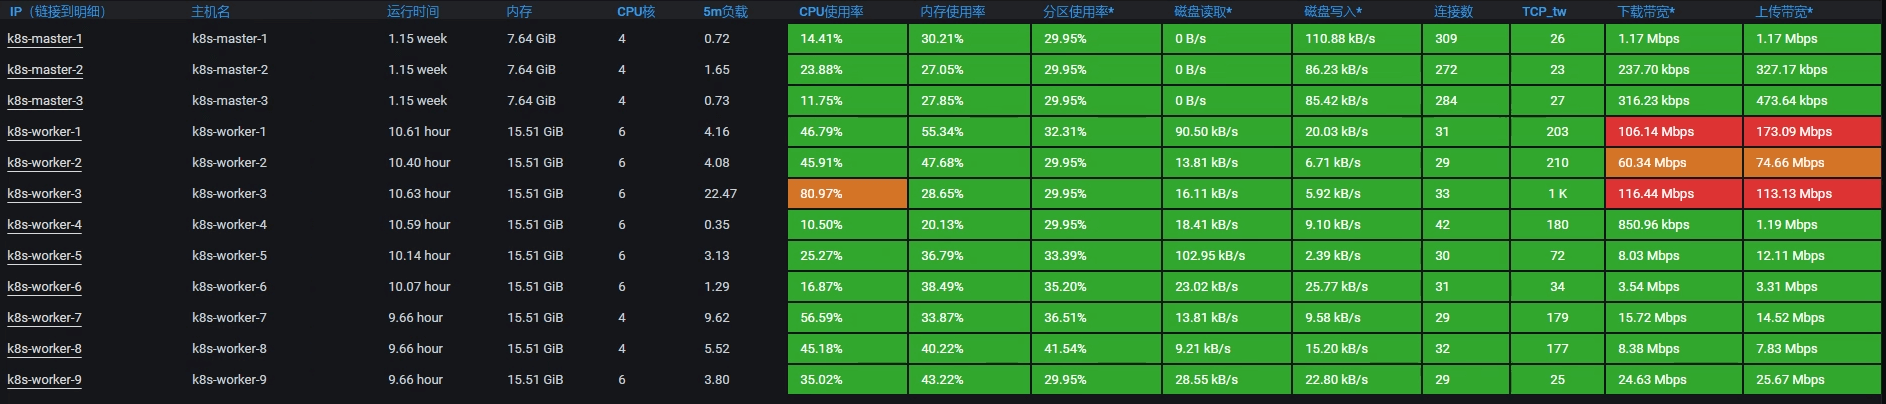 IP（链接到明细） 主机名 运行时间 内存 CPU核 5m负载 CPU使用率 内存使用率 分区使用率* 磁盘读取* 磁盘写入* 连接数 TCP_tw 下载带宽* 上传带宽*
k8s-master-1 k8s-master-1 1.15 week 7.64 GiB 4 0.72 14.41% 30.21% 29.95% 0 B/s 110.88 kB/s 309 26 1.17 Mbps 1.17 Mbps
k8s-master-2 k8s-master-2 1.15 week 7.64 GiB 4 1.65 23.88% 27.05% 29.95% 0 B/s 86.23 kB/s 272 23 237.70 kbps 327.17 kbps
k8s-master-3 k8s-master-3 1.15 week 7.64 GiB 4 0.73 11.75% 27.85% 29.95% 0 B/s 85.42 kB/s 284 27 316.23 kbps 473.64 kbps
k8s-worker-1 k8s-worker-1 10.61 hour 15.51 GiB 6 4.16 46.79% 55.34% 32.31% 90.50 kB/s 20.03 kB/s 31 203 106.14 Mbps 173.09 Mbps
k8s-worker-2 k8s-worker-2 10.40 hour 15.51 GiB 6 4.08 45.91% 47.68% 29.95% 13.81 kB/s 6.71 kB/s 29 210 60.34 Mbps 74.66 Mbps
k8s-worker-3 k8s-worker-3 10.63 hour 15.51 GiB 6 22.47 80.97% 28.65% 29.95% 16.11 kB/s 5.92 kB/s 33 1 K 116.44 Mbps 113.13 Mbps
k8s-worker-4 k8s-worker-4 10.59 hour 15.51 GiB 6 0.35 10.50% 20.13% 29.95% 18.41 kB/s 9.10 kB/s 42 180 850.96 kbps 1.19 Mbps
k8s-worker-5 k8s-worker-5 10.14 hour 15.51 GiB 6 3.13 25.27% 36.79% 33.39% 102.95 kB/s 2.39 kB/s 30 72 8.03 Mbps 12.11 Mbps
k8s-worker-6 k8s-worker-6 10.07 hour 15.51 GiB 6 1.29 16.87% 38.49% 35.20% 23.02 kB/s 25.77 kB/s 31 34 3.54 Mbps 3.31 Mbps
k8s-worker-7 k8s-worker-7 9.66 hour 15.51 GiB 4 9.62 56.59% 33.87% 36.51% 13.81 kB/s 9.58 kB/s 29 179 15.72 Mbps 14.52 Mbps
k8s-worker-8 k8s-worker-8 9.66 hour 15.51 GiB 4 5.52 45.18% 40.22% 41.54% 9.21 kB/s 15.20 kB/s 32 177 8.38 Mbps 7.83 Mbps
k8s-worker-9 k8s-worker-9 9.66 hour 15.51 GiB 6 3.80 35.02% 43.22% 29.95% 28.55 kB/s 22.80 kB/s 29 25 24.63 Mbps 25.67 Mbps